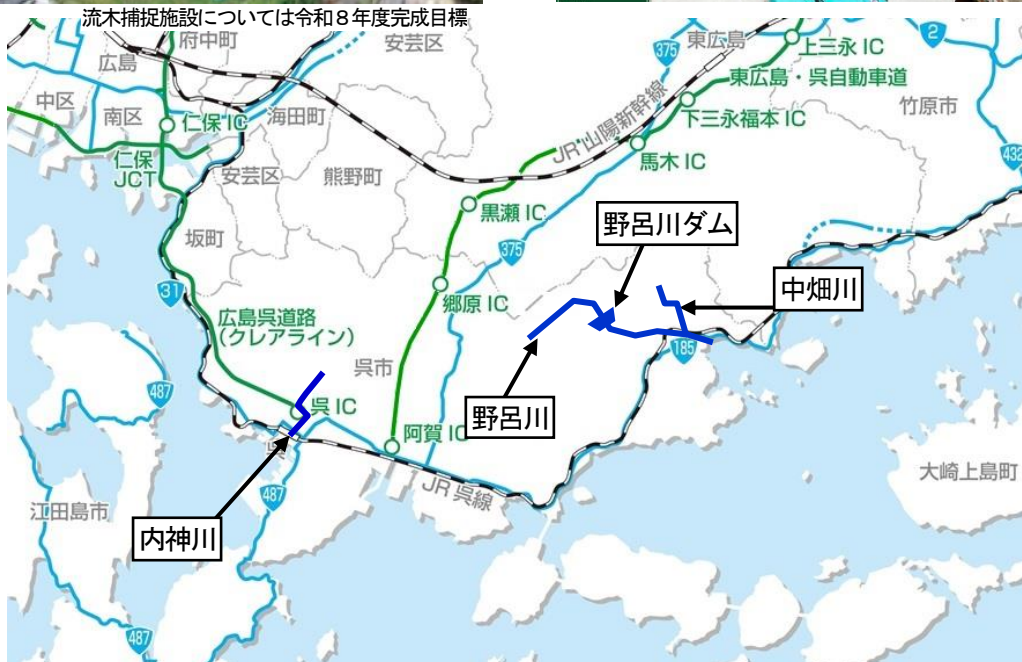 流木捕捉施設については令和８年度完成目標
府中町
安芸区
広島
中区
南区
仁保 IC
海田町
仁保
JCT
安芸区
熊野町
坂町
31
広島呉道路
（クレアライン）
呉市
呉 IC
阿賀 IC
JR 呉線
487
487
487
江田島市
内神川
375
東広島
上三永 IC
2
東広島・呉自動車道
竹原市
下三永福本 IC
JR 山陽新幹線
馬木 IC
432
黒瀬 IC
375
郷原 IC
野呂川ダム
中畑川
185
野呂川
大崎上島町